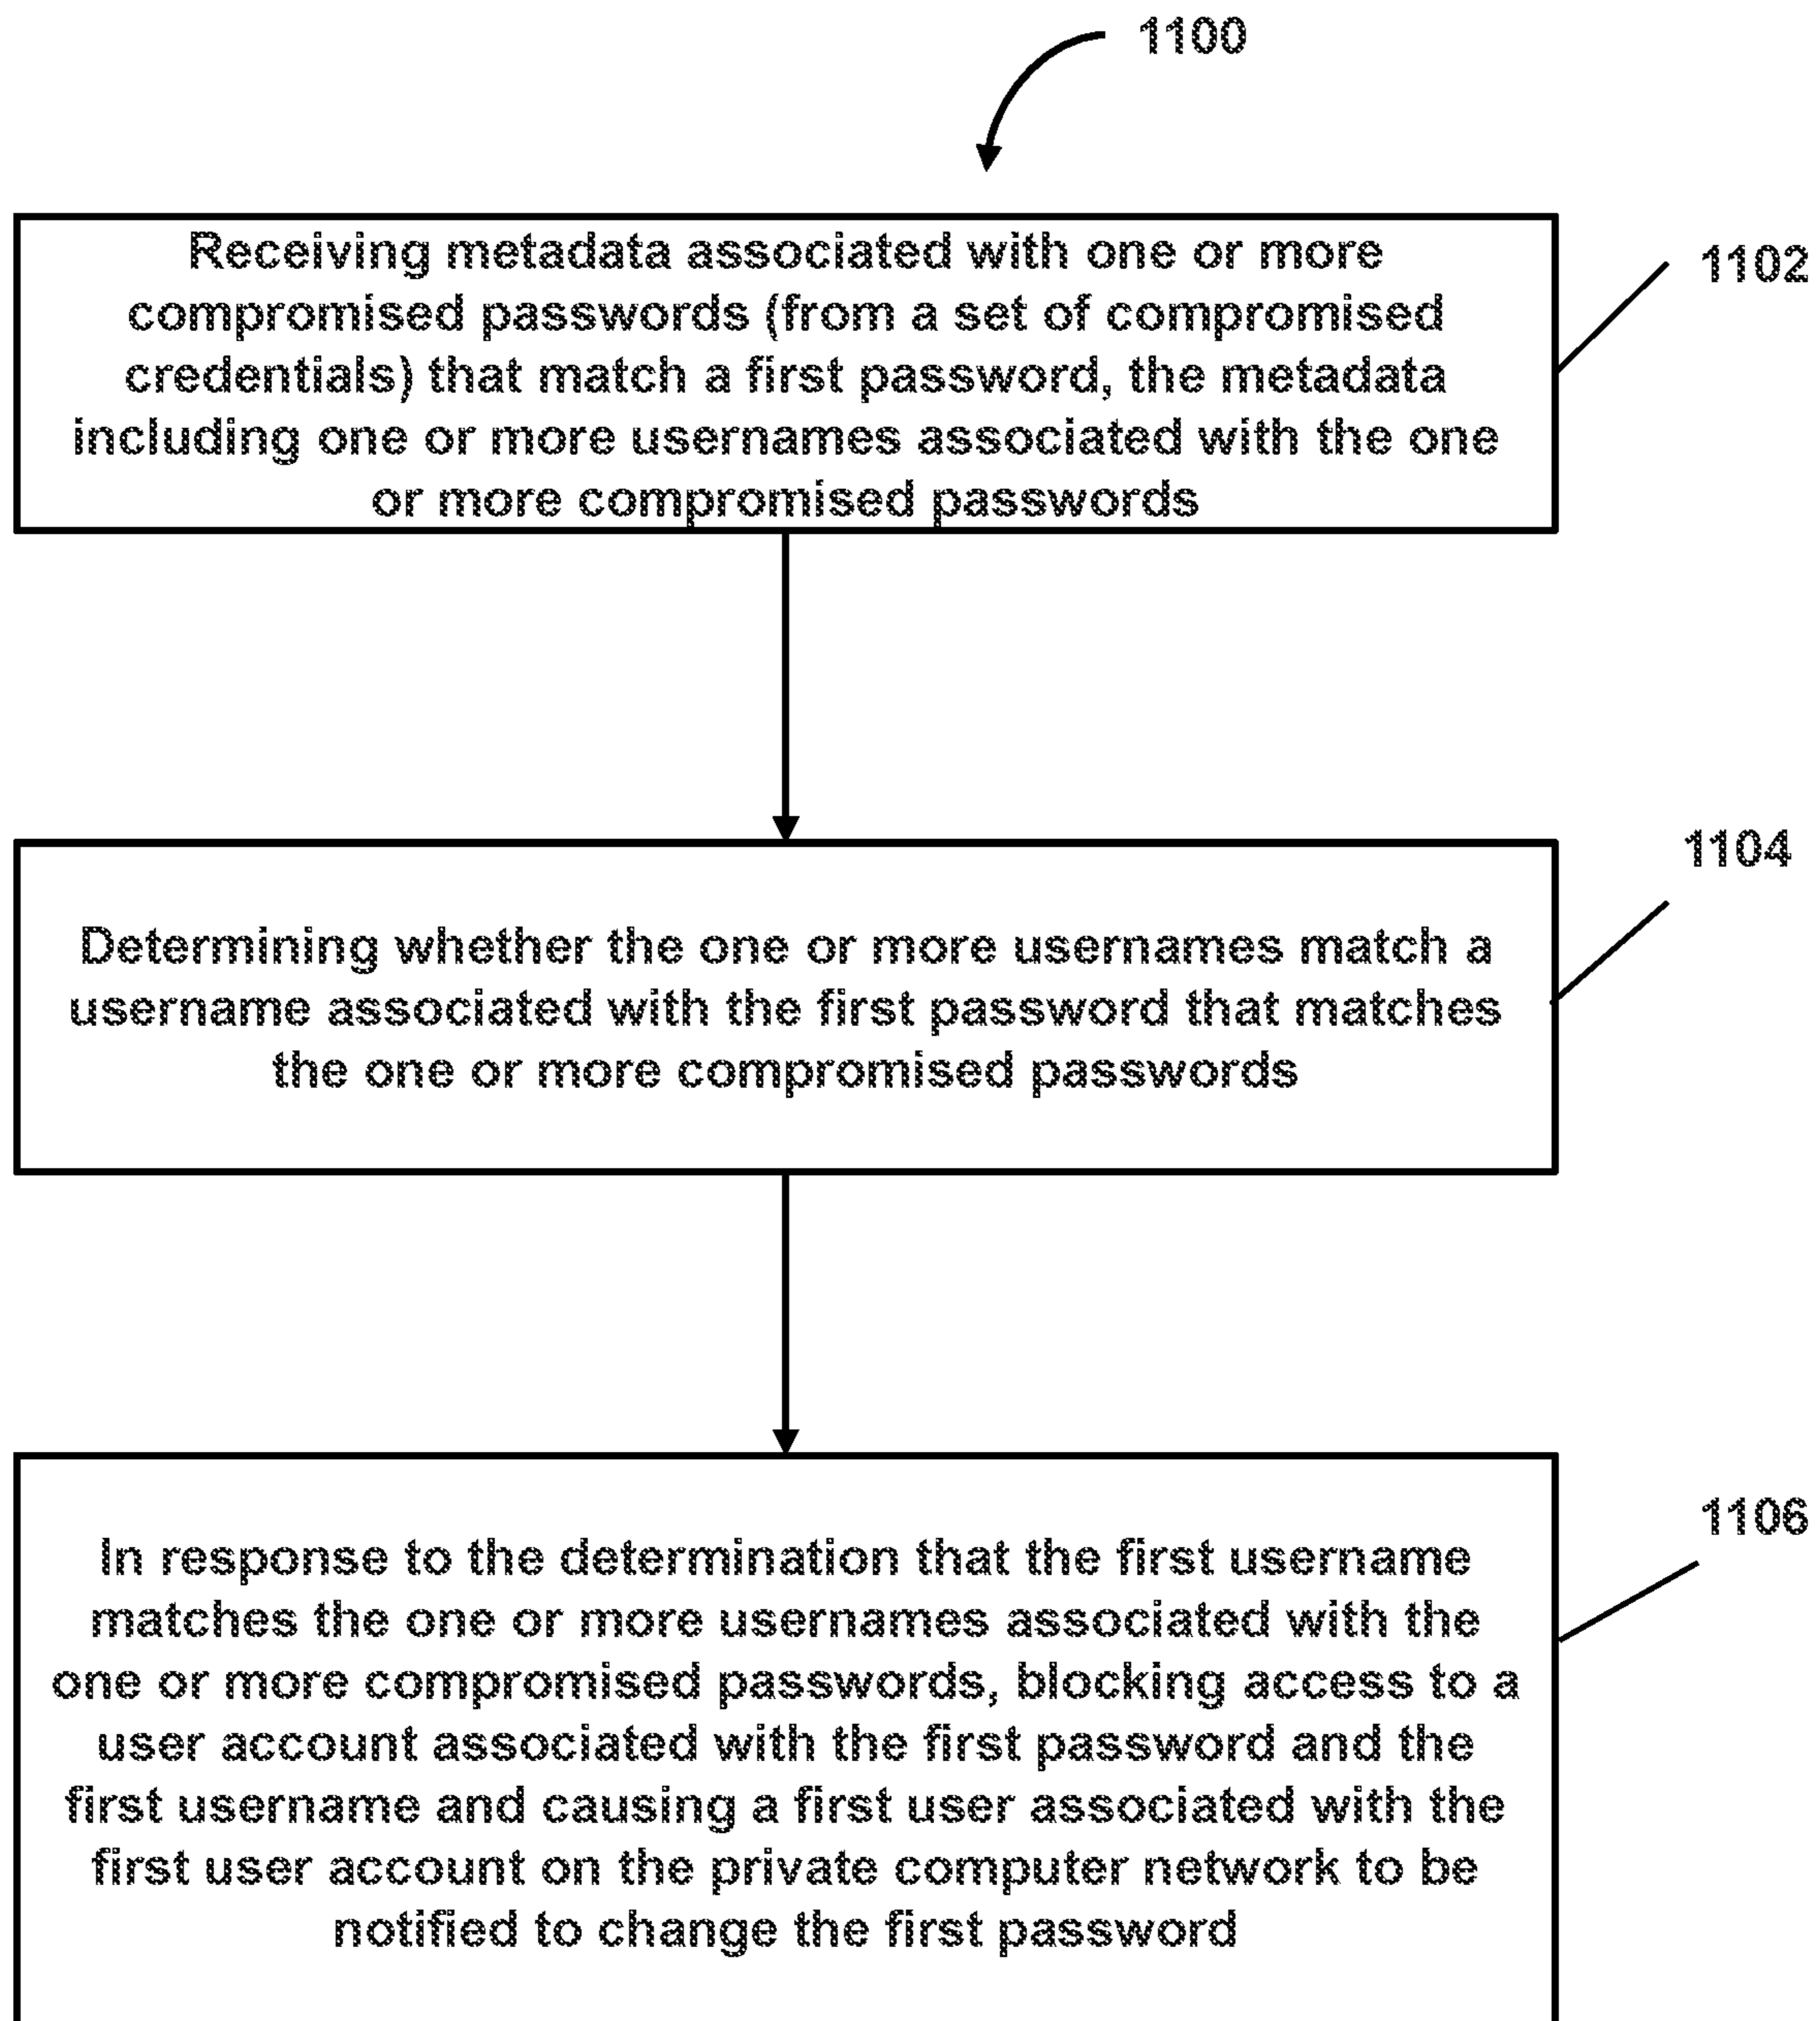 1100
Receiving metadata associated with one or more
compromised passwords (from a set of compromised
credentials) that match a first password, the metadata
including one or more usernames associated with the one
or more compromised passwords
1102
1104
Determining whether the one or more usernames match a
username associated with the first password that matches
the one or more compromised passwords
1106
In response to the determination that the first username
matches the one or more usernames associated with the
one or more compromised passwords, blocking access to a
user account associated with the first password and the
first username and causing a first user associated with the
first user account on the private computer network to be
notified to change the first password